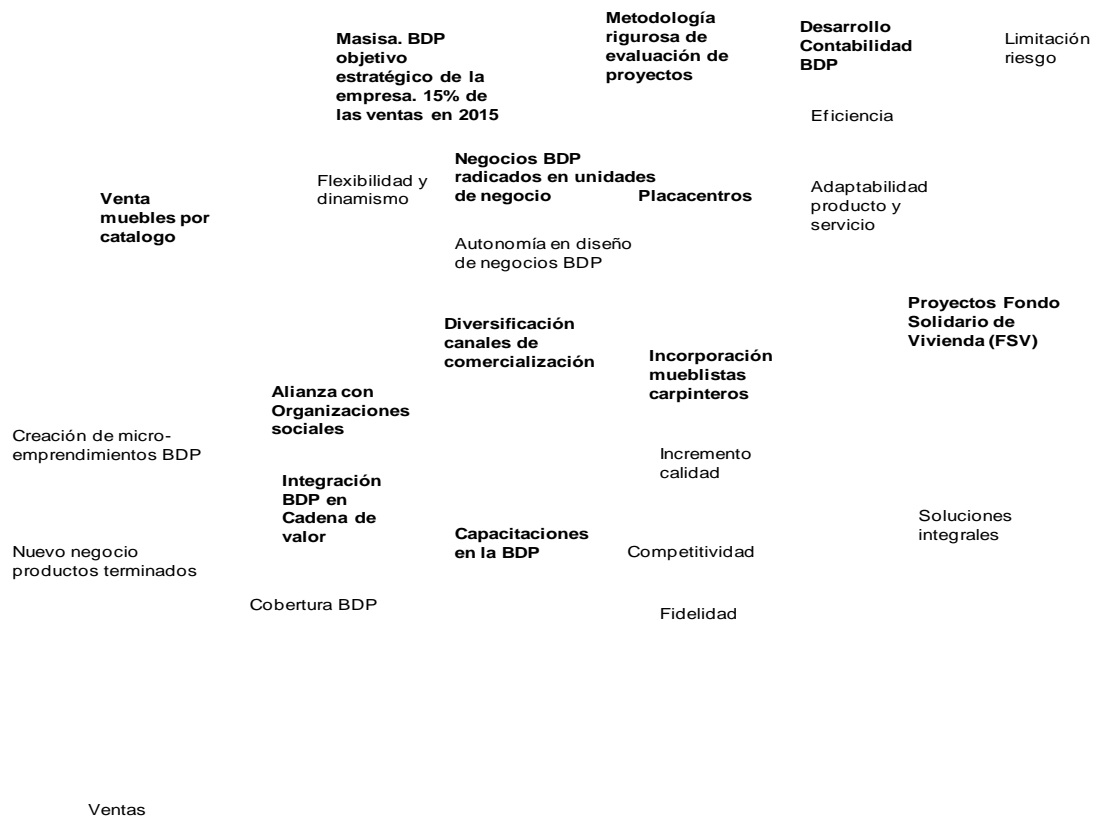 Masisa. BDP
objetivo
estratégico de la
empresa. 15% de
las ventas en 2015
Metodología
rigurosa de
evaluación de
proyectos
Desarrollo
Contabilidad
BDP
Limitación
riesgo
Eficiencia
Venta
muebles por
catalogo
Flexibilidad y
dinamismo
Negocios BDP
radicados en unidades
de negocio
Placacentros
Adaptabilidad
producto y
servicio
Autonomía en diseño
de negocios BDP
Proyectos Fondo
Solidario de
Vivienda (FSV)
Diversificación
canales de
comercialización
Incorporación
mueblistas
carpinteros
Alianza con
Organizaciones
sociales
Creación de micro-
emprendimientos BDP
Incremento
calidad
Integración
BDP en
Cadena de
valor
Capacitaciones
en la BDP
Soluciones
integrales
Nuevo negocio
productos terminados
Competitividad
Cobertura BDP
Fidelidad
Ventas